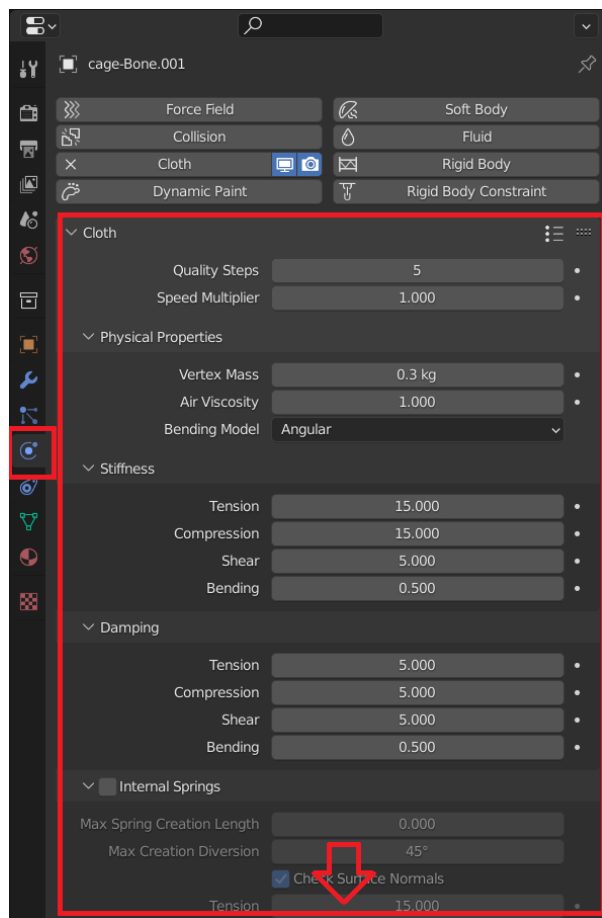 cage-Bone.001
Force Field Soft Body
Collision Fluid
Cloth Rigid Body
Dynamic Paint Rigid Body Constraint
Cloth
Quality Steps 5
Speed Multiplier 1.000
Physical Properties
Vertex Mass 0.3 kg
Air Viscosity 1.000
Bending Model Angular
Stiffness
Tension 15.000
Compression 15.000
Shear 5.000
Bending 0.500
Damping
Tension 5.000
Compression 5.000
Shear 5.000
Bending 0.500
Internal Springs
Max Spring Creation Length 0.000
Max Creation Diversion 45°
Check Surface Normals
Tension 15.000